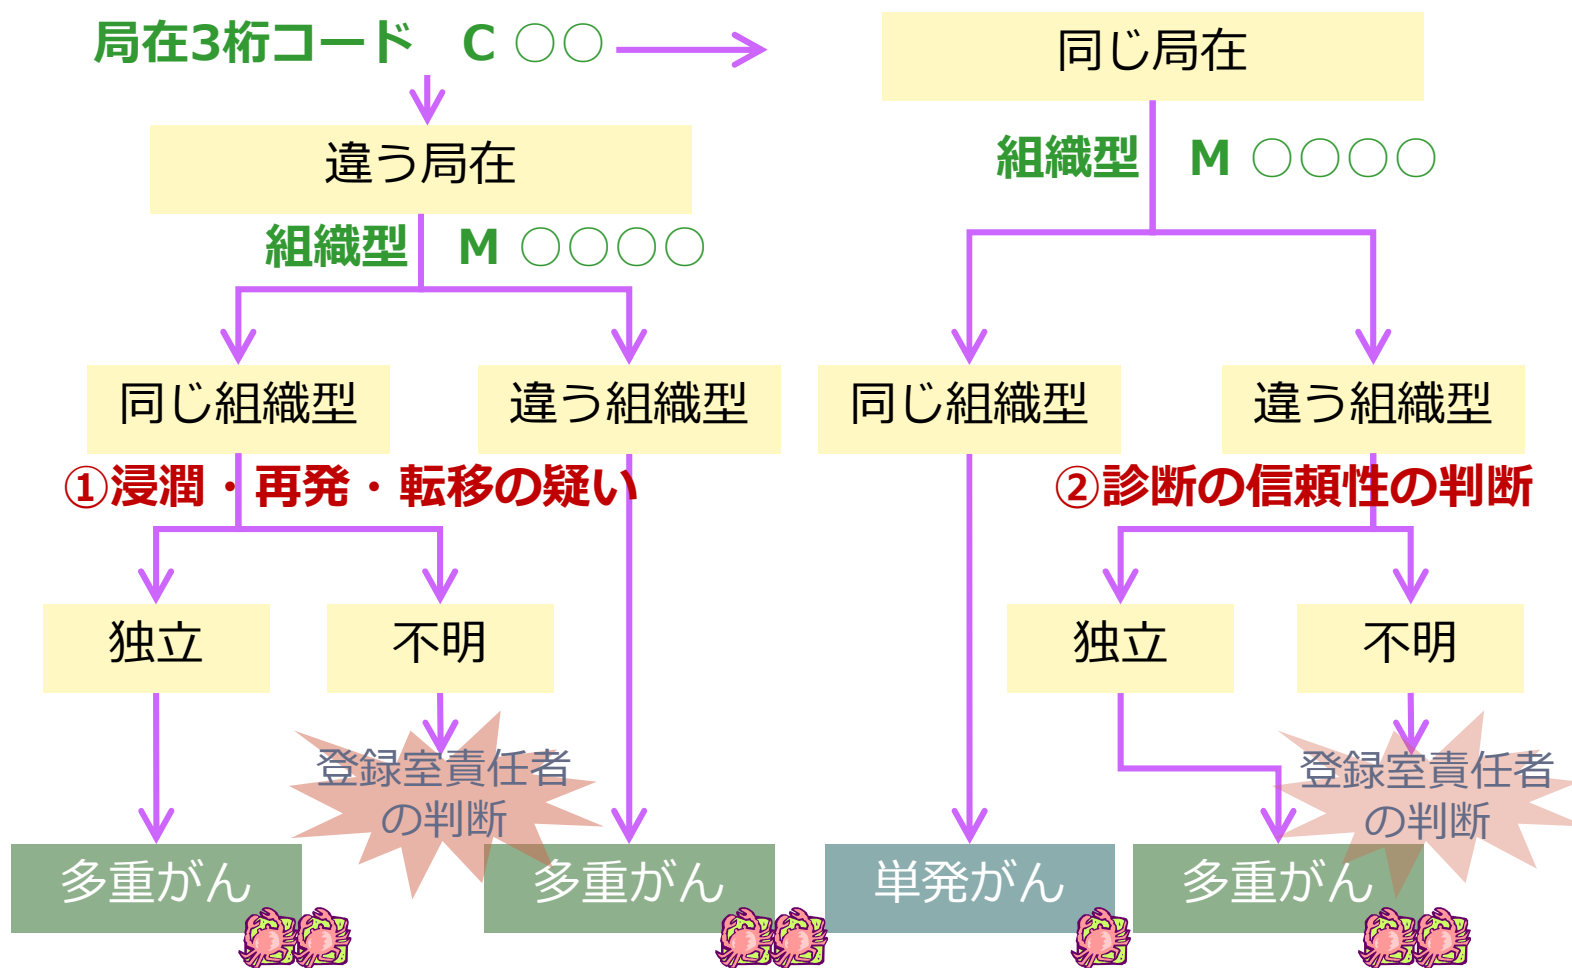 局在3桁コード　C ○○
同じ局在
違う局在
組織型　M ○○○○
組織型　M ○○○○
同じ組織型
違う組織型
同じ組織型
違う組織型
①浸潤・再発・転移の疑い
②診断の信頼性の判断
独立
不明
独立
不明
登録室責任者
の判断
登録室責任者
の判断
多重がん
多重がん
単発がん
多重がん